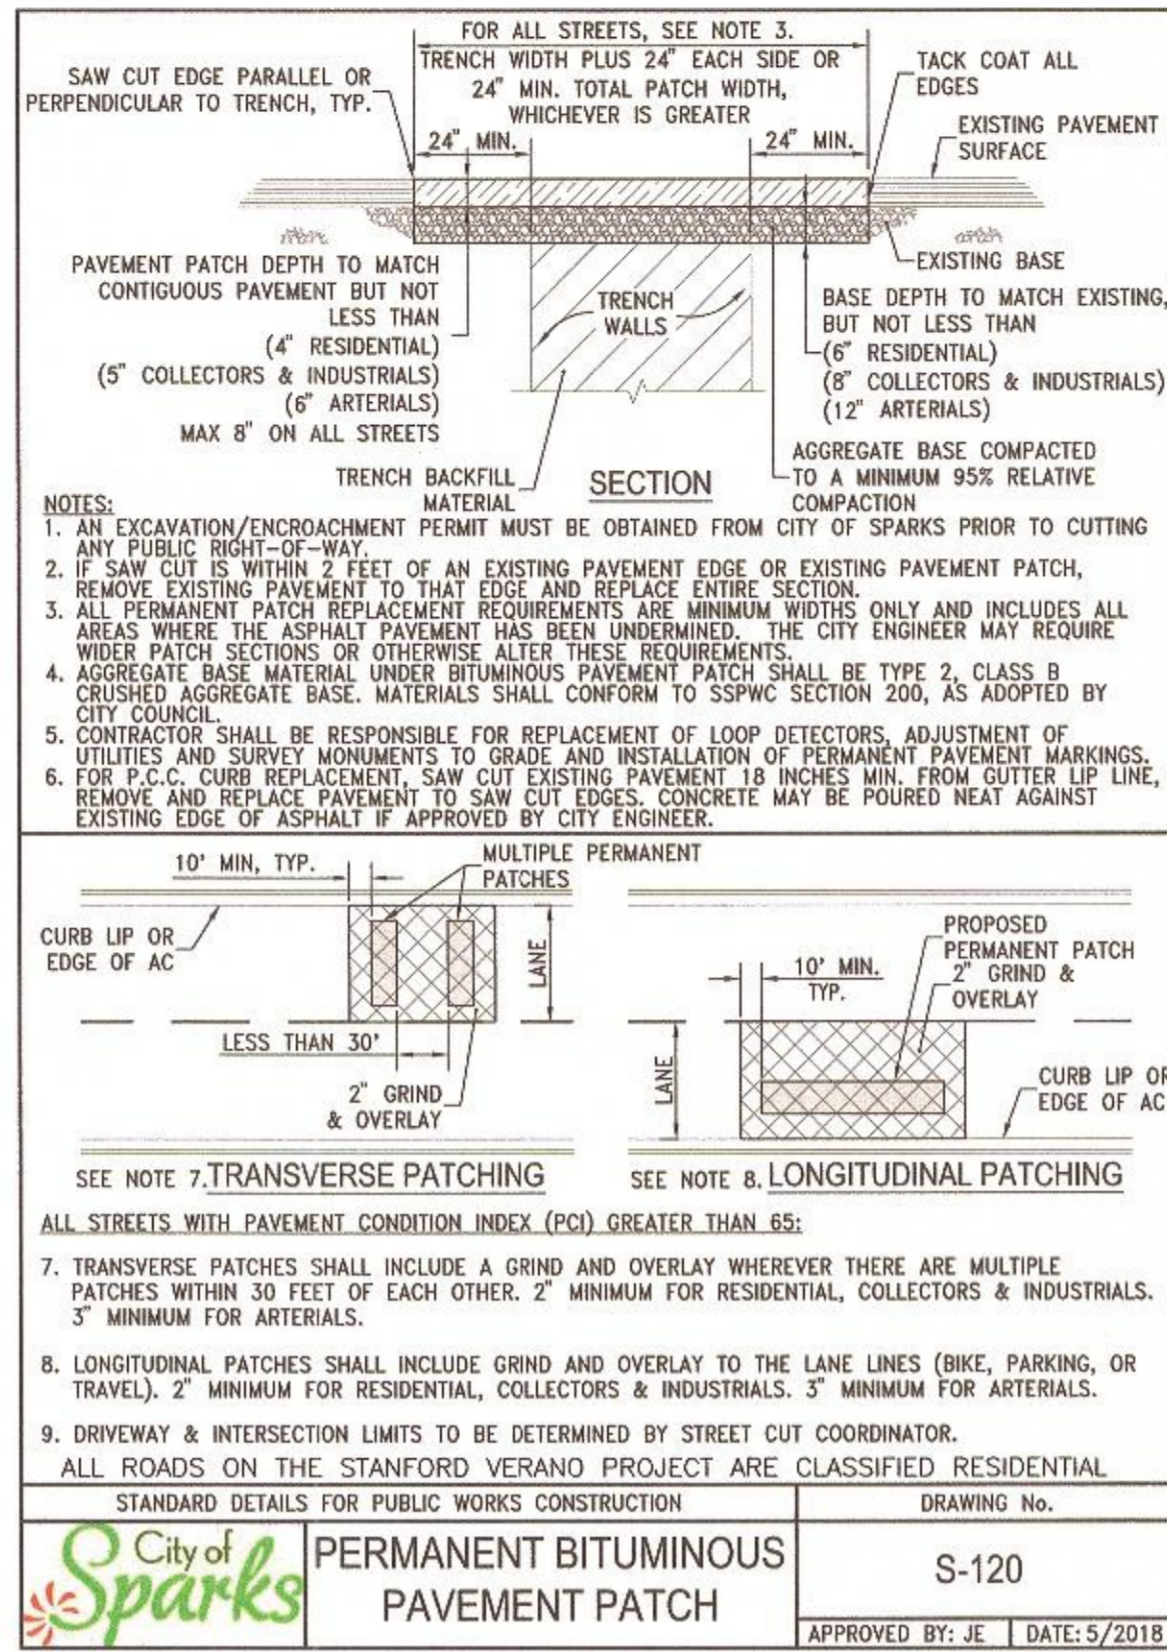 FOR ALL STREETS, SEE NOTE 3.
TRENCH WIDTH PLUS 24" EACH SIDE OR
24" MIN. TOTAL PATCH WIDTH,
WHICHEVER IS GREATER
SAW CUT EDGE PARALLEL OR
PERPENDICULAR TO TRENCH, TYP.
TACK COAT ALL
EDGES
EXISTING PAVEMENT
SURFACE
24" MIN.
24" MIN.
EXISTING BASE
PAVEMENT PATCH DEPTH TO MATCH
CONTIGUOUS PAVEMENT BUT NOT
LESS THAN
(4" RESIDENTIAL)
(5" COLLECTORS & INDUSTRIALS)
(6" ARTERIALS)
MAX 8" ON ALL STREETS
TRENCH
WALLS
BASE DEPTH TO MATCH EXISTING,
BUT NOT LESS THAN
(6" RESIDENTIAL)
(8" COLLECTORS & INDUSTRIALS)
(12" ARTERIALS)
TRENCH BACKFILL
MATERIAL
SECTION
AGGREGATE BASE COMPACTED
TO A MINIMUM 95% RELATIVE
COMPACTION
NOTES:
1. AN EXCAVATION/ENCROACHMENT PERMIT MUST BE OBTAINED FROM CITY OF SPARKS PRIOR TO CUTTING
ANY PUBLIC RIGHT-OF-WAY.
2. IF SAW CUT IS WITHIN 2 FEET OF AN EXISTING PAVEMENT EDGE OR EXISTING PAVEMENT PATCH,
REMOVE EXISTING PAVEMENT TO THAT EDGE AND REPLACE ENTIRE SECTION.
3. ALL PERMANENT PATCH REPLACEMENT REQUIREMENTS ARE MINIMUM WIDTHS ONLY AND INCLUDES ALL
AREAS WHERE THE ASPHALT PAVEMENT HAS BEEN UNDERMINED. THE CITY ENGINEER MAY REQUIRE
WIDER PATCH SECTIONS OR OTHERWISE ALTER THESE REQUIREMENTS.
4. AGGREGATE BASE MATERIAL UNDER BITUMINOUS PAVEMENT PATCH SHALL BE TYPE 2, CLASS B
CRUSHED AGGREGATE BASE. MATERIALS SHALL CONFORM TO SSPWC SECTION 200, AS ADOPTED BY
CITY COUNCIL.
5. CONTRACTOR SHALL BE RESPONSIBLE FOR REPLACEMENT OF LOOP DETECTORS, ADJUSTMENT OF
UTILITIES AND SURVEY MONUMENTS TO GRADE AND INSTALLATION OF PERMANENT PAVEMENT MARKINGS.
6. FOR P.C.C. CURB REPLACEMENT, SAW CUT EXISTING PAVEMENT 18 INCHES MIN. FROM GUTTER LIP LINE,
REMOVE AND REPLACE PAVEMENT TO SAW CUT EDGES. CONCRETE MAY BE POURED NEAT AGAINST
EXISTING EDGE OF ASPHALT IF APPROVED BY CITY ENGINEER.
10' MIN, TYP.
MULTIPLE PERMANENT
PATCHES
CURB LIP OR
EDGE OF AC
LANE
LESS THAN 30'
2" GRIND
& OVERLAY
SEE NOTE 7. TRANSVERSE PATCHING
PROPOSED
PERMANENT PATCH
2" GRIND &
OVERLAY
10' MIN.
TYP.
LANE
CURB LIP OR
EDGE OF AC
SEE NOTE 8. LONGITUDINAL PATCHING
ALL STREETS WITH PAVEMENT CONDITION INDEX (PCI) GREATER THAN 65:
7. TRANSVERSE PATCHES SHALL INCLUDE A GRIND AND OVERLAY WHEREVER THERE ARE MULTIPLE
PATCHES WITHIN 30 FEET OF EACH OTHER. 2" MINIMUM FOR RESIDENTIAL, COLLECTORS & INDUSTRIALS.
3" MINIMUM FOR ARTERIALS.
8. LONGITUDINAL PATCHES SHALL INCLUDE GRIND AND OVERLAY TO THE LANE LINES (BIKE, PARKING, OR
TRAVEL). 2" MINIMUM FOR RESIDENTIAL, COLLECTORS & INDUSTRIALS. 3" MINIMUM FOR ARTERIALS.
9. DRIVEWAY & INTERSECTION LIMITS TO BE DETERMINED BY STREET CUT COORDINATOR.
ALL ROADS ON THE STANFORD VERANO PROJECT ARE CLASSIFIED RESIDENTIAL
STANDARD DETAILS FOR PUBLIC WORKS CONSTRUCTION
DRAWING No.
City of
Sparks
PERMANENT BITUMINOUS
PAVEMENT PATCH
S-120
APPROVED BY: JE
DATE: 5/2018